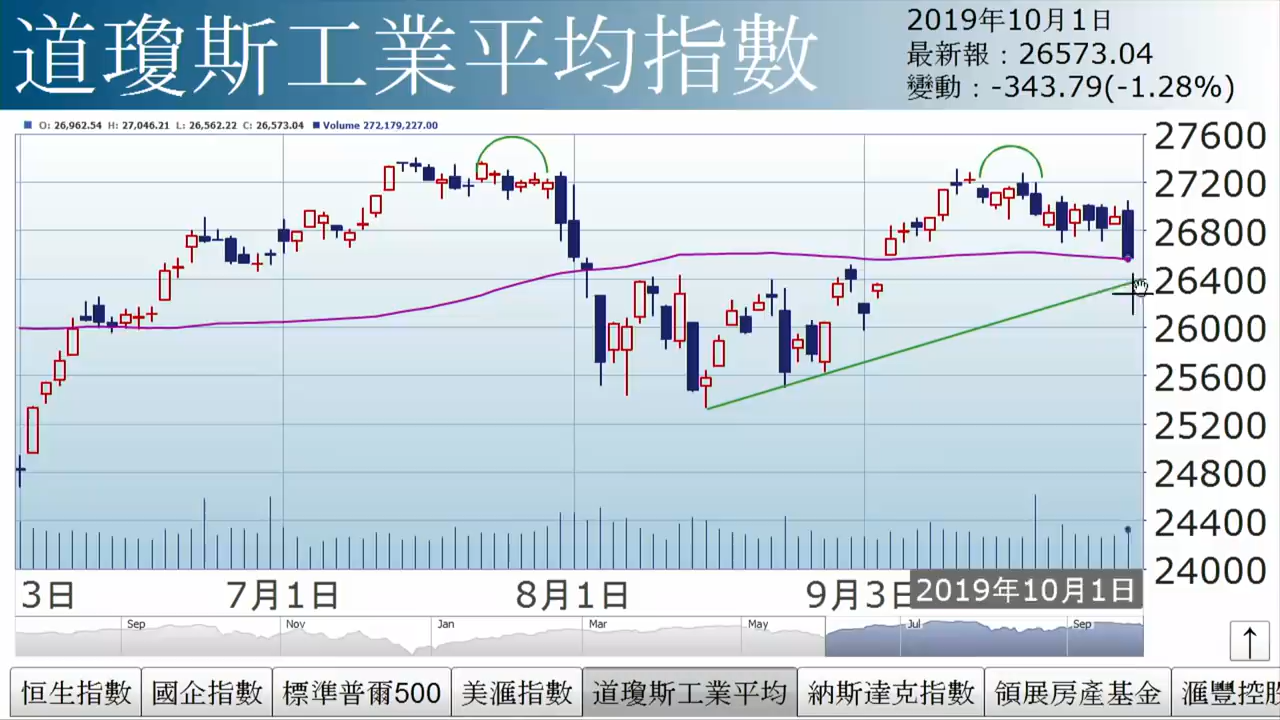 道瓊斯工業平均指數
2019年10月1日
最新報：26573.04
變動：-343.79(-1.28%)
O: 26,962.54 H: 27,046.21 L: 26,562.22 C: 26,573.04 Volume 272,179,227.00
27600
27200
26800
26400
26000
25600
25200
24800
24400
24000
3日 7月1日 8月1日 9月3日 2019年10月1日
Sep Nov Jan Mar May Jul Sep
↑
恒生指數 國企指數 標準普爾500 美滙指數 道瓊斯工業平均 納斯達克指數 領展房產基金 滙豐控股